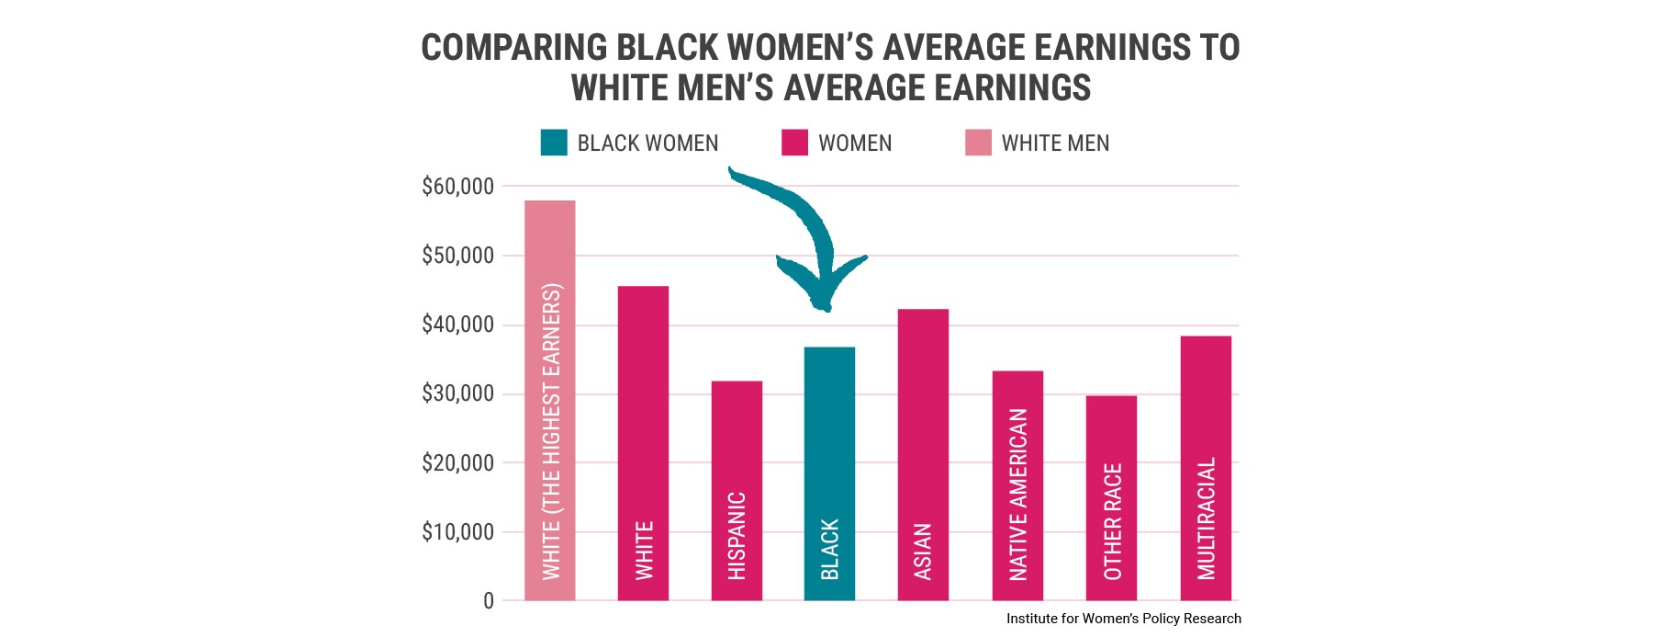 COMPARING BLACK WOMEN’S AVERAGE EARNINGS TO
WHITE MEN’S AVERAGE EARNINGS
BLACK WOMEN
WOMEN
WHITE MEN
$60,000
$50,000
$40,000
$30,000
$20,000
$10,000
0
WHITE (THE HIGHEST EARNERS)
WHITE
HISPANIC
BLACK
ASIAN
NATIVE AMERICAN
OTHER RACE
MULTIRACIAL
Institute for Women’s Policy Research